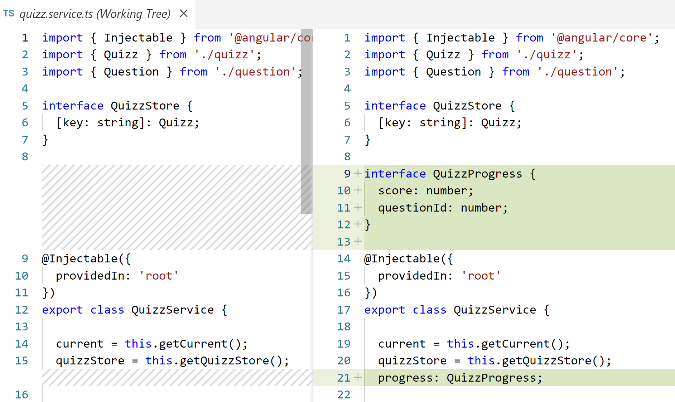 TS quizz.service.ts (Working Tree) ×
1 import { Injectable } from '@angular/cor
2 import { Quizz } from './quizz';
3 import { Question } from './question';
4
5 interface QuizzStore {
6 [key: string]: Quizz;
7 }
8
9 @Injectable({
10 providedIn: 'root'
11 })
12 export class QuizzService {
13
14 current = this.getCurrent();
15 quizzStore = this.getQuizzStore();
16
1 import { Injectable } from '@angular/core';
2 import { Quizz } from './quizz';
3 import { Question } from './question';
4
5 interface QuizzStore {
6 [key: string]: Quizz;
7 }
8
9+ interface QuizzProgress {
10+ score: number;
11+ questionId: number;
12+ }
13+
14 @Injectable({
15 providedIn: 'root'
16 })
17 export class QuizzService {
18
19 current = this.getCurrent();
20 quizzStore = this.getQuizzStore();
21+ progress: QuizzProgress;
22